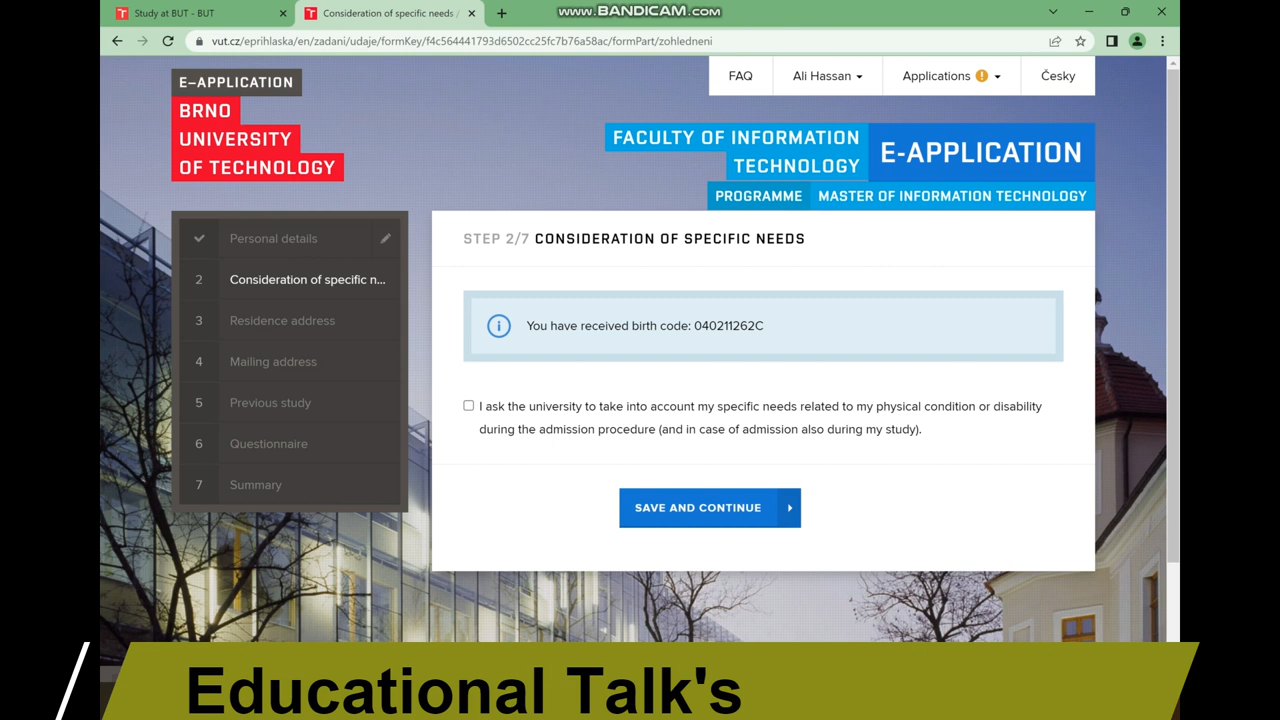 Study at BUT - BUT
Consideration of specific needs /
www.BANDICAM.com
vut.cz/eprihlaska/en/zadani/udaje/formKey/f4c564441793d6502cc25fc7b76a58ac/formPart/zohledneni
E–APPLICATION
BRNO
UNIVERSITY
OF TECHNOLOGY
FAQ
Ali Hassan
Applications
Česky
FACULTY OF INFORMATION
TECHNOLOGY
E-APPLICATION
PROGRAMME MASTER OF INFORMATION TECHNOLOGY
Personal details
2 Consideration of specific n...
3 Residence address
4 Mailing address
5 Previous study
6 Questionnaire
7 Summary
STEP 2/7 CONSIDERATION OF SPECIFIC NEEDS
You have received birth code: 040211262C
I ask the university to take into account my specific needs related to my physical condition or disability
during the admission procedure (and in case of admission also during my study).
SAVE AND CONTINUE
Educational Talk's